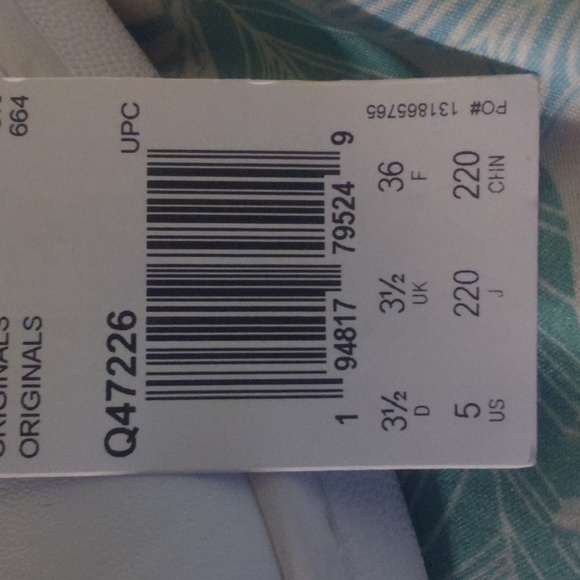 664
ORIGINALS
ORIGINALS
Q47226
UPC
1 94817 79524 9
3½ 3½ 36
D UK F
5 220 220
US J CHN
PO# 131865765